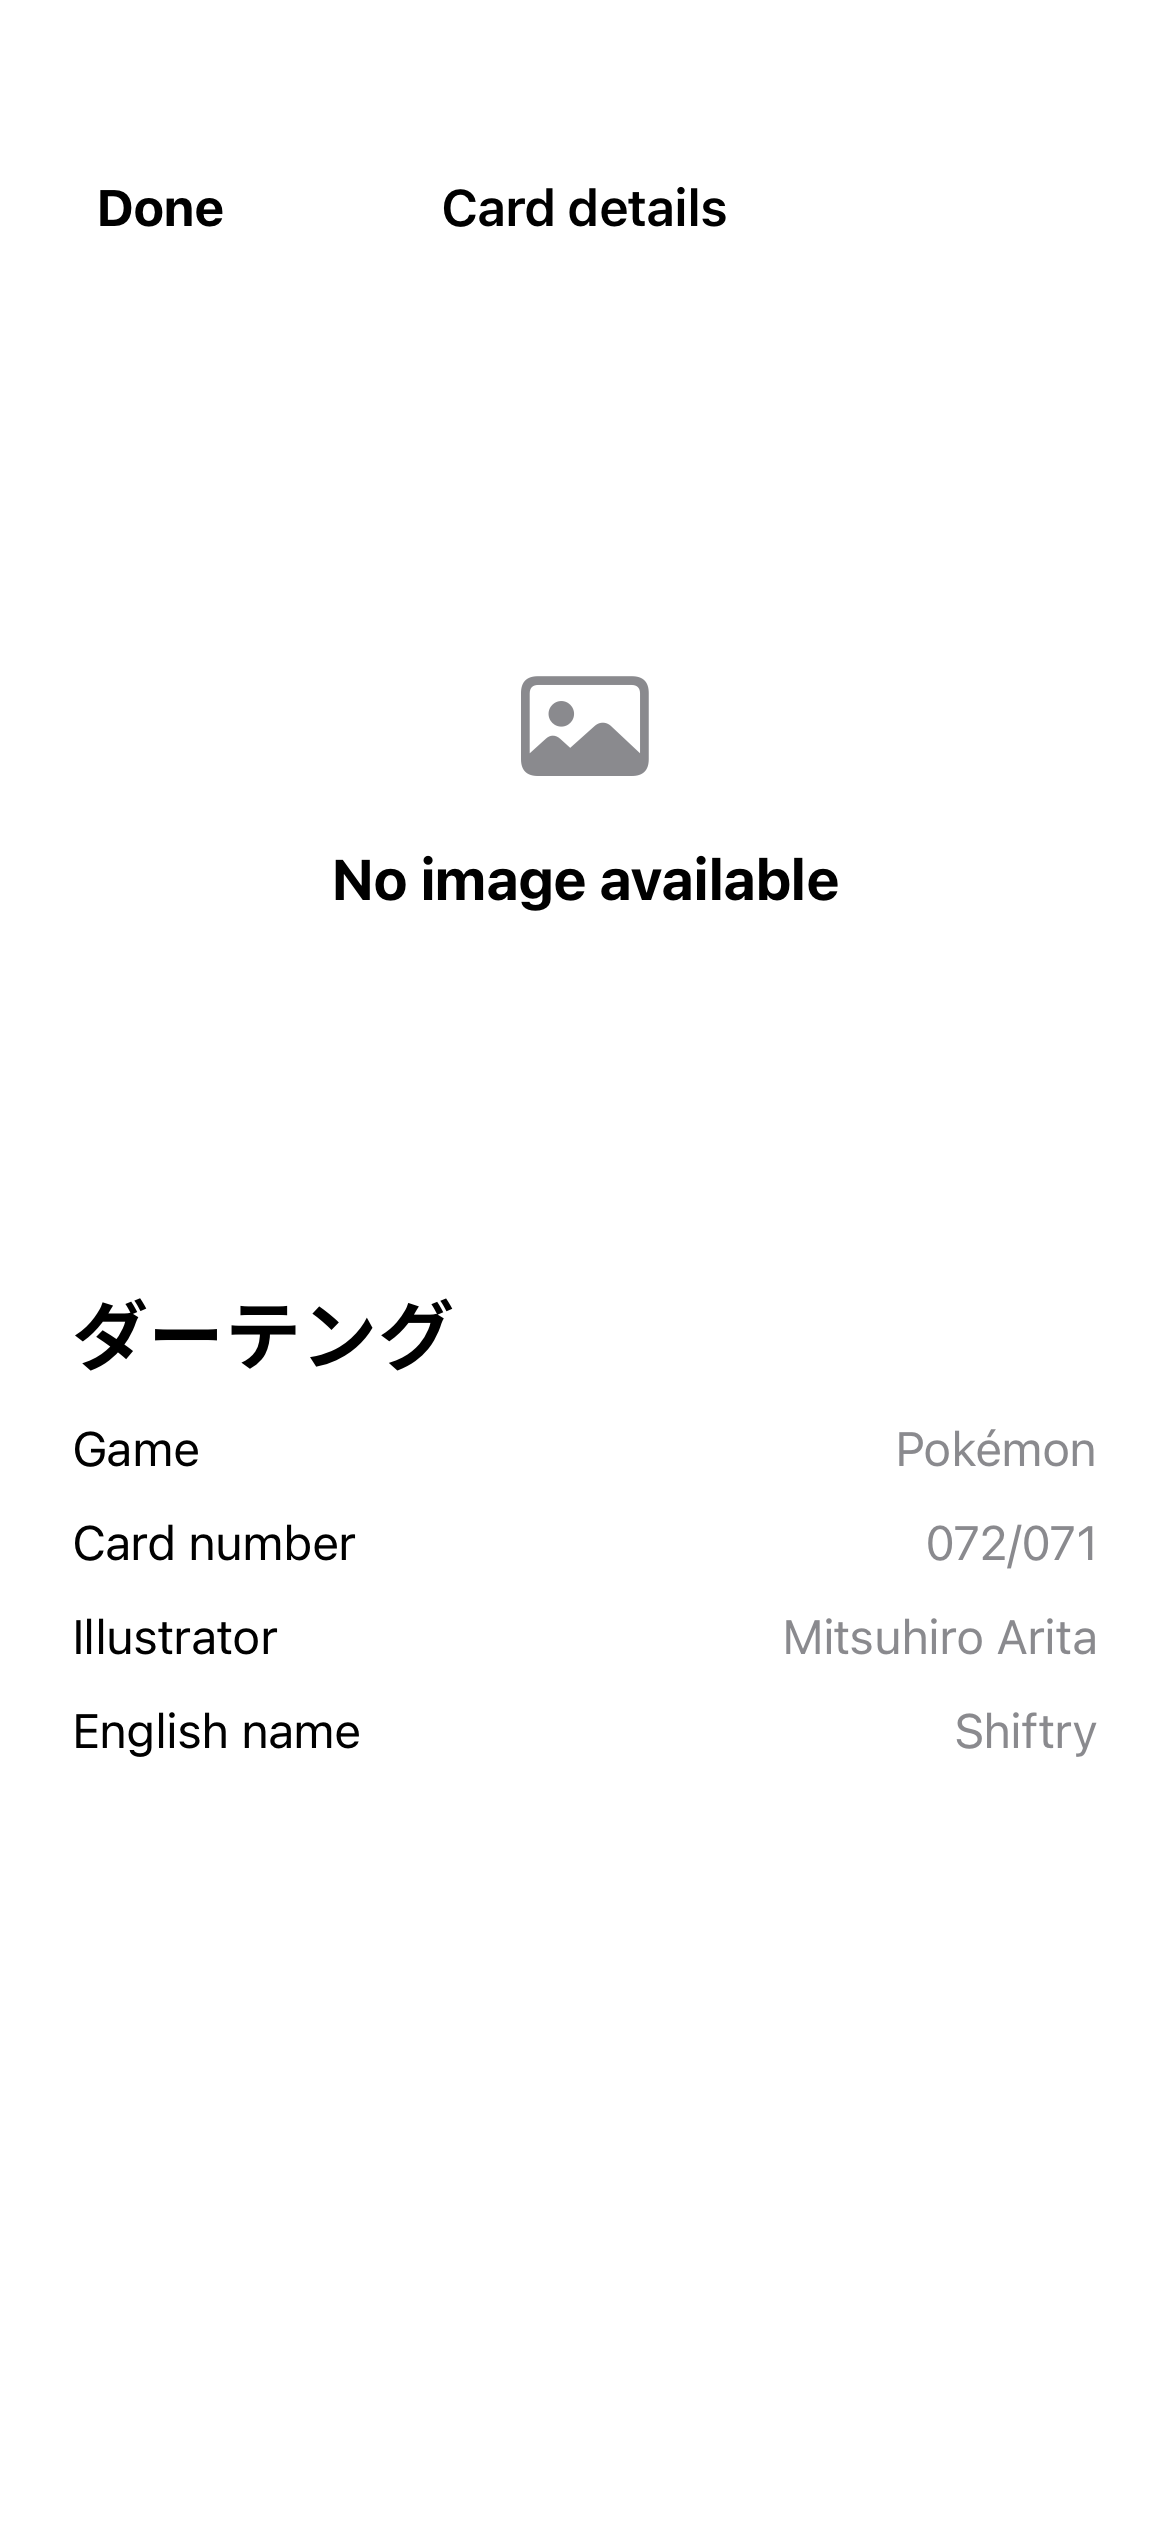 Done
Card details
No image available
ダーテング
Game Pokémon
Card number 072/071
Illustrator Mitsuhiro Arita
English name Shiftry